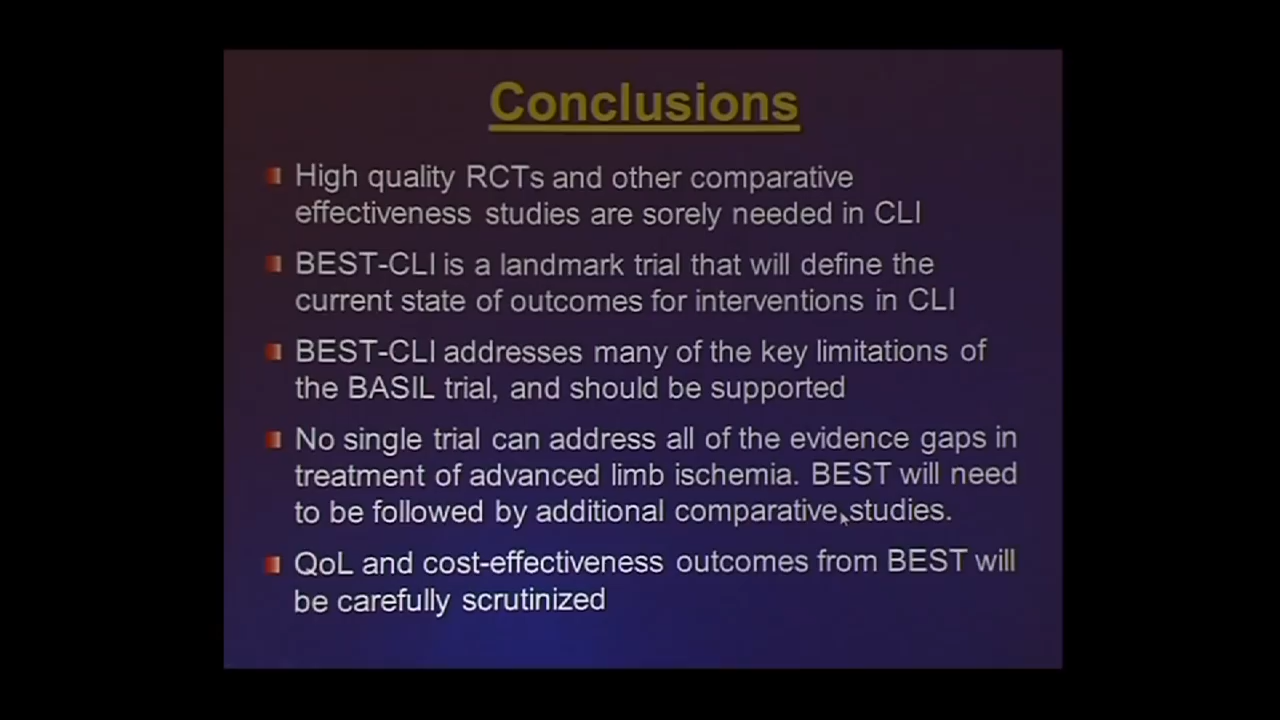 Conclusions
High quality RCTs and other comparative
effectiveness studies are sorely needed in CLI
BEST-CLI is a landmark trial that will define the
current state of outcomes for interventions in CLI
BEST-CLI addresses many of the key limitations of
the BASIL trial, and should be supported
No single trial can address all of the evidence gaps in
treatment of advanced limb ischemia. BEST will need
to be followed by additional comparative studies.
QoL and cost-effectiveness outcomes from BEST will
be carefully scrutinized